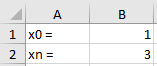 A B
1 x0 = 1
2 xn = 3